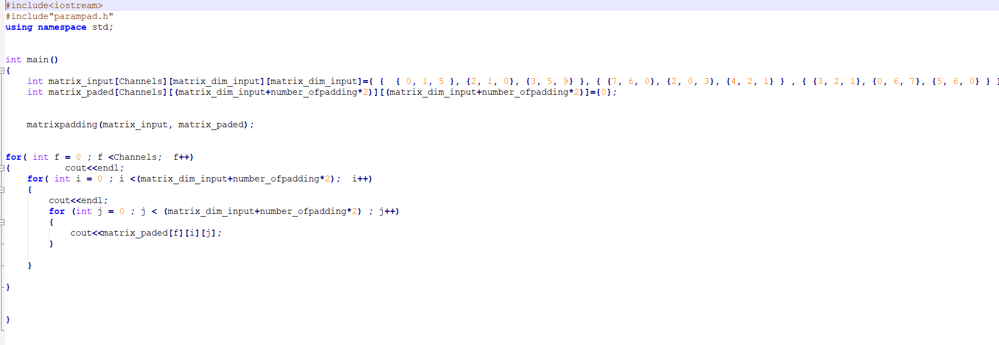 #include<iostream>
#include"parampad.h"
using namespace std;
int main()
{
int matrix_input[Channels][matrix_dim_input][matrix_dim_input]={ {  { 0, 1, 5 }, {2, 1, 0}, {3, 5, 9} }, { {7, 6, 0}, {2, 0, 3}, {4, 2, 1} } , { {3, 2, 1}, {0, 6, 7}, {5, 6, 0} } }
int matrix_paded[Channels][(matrix_dim_input+number_ofpadding*2)][(matrix_dim_input+number_ofpadding*2)]={0};
matrixpadding(matrix_input, matrix_paded);
for( int f = 0 ; f <Channels;  f++)
{          cout<<endl;
for( int i = 0 ; i <(matrix_dim_input+number_ofpadding*2);  i++)
{
cout<<endl;
for (int j = 0 ; j < (matrix_dim_input+number_ofpadding*2) ; j++)
{
cout<<matrix_paded[f][i][j];
}
}
}
}